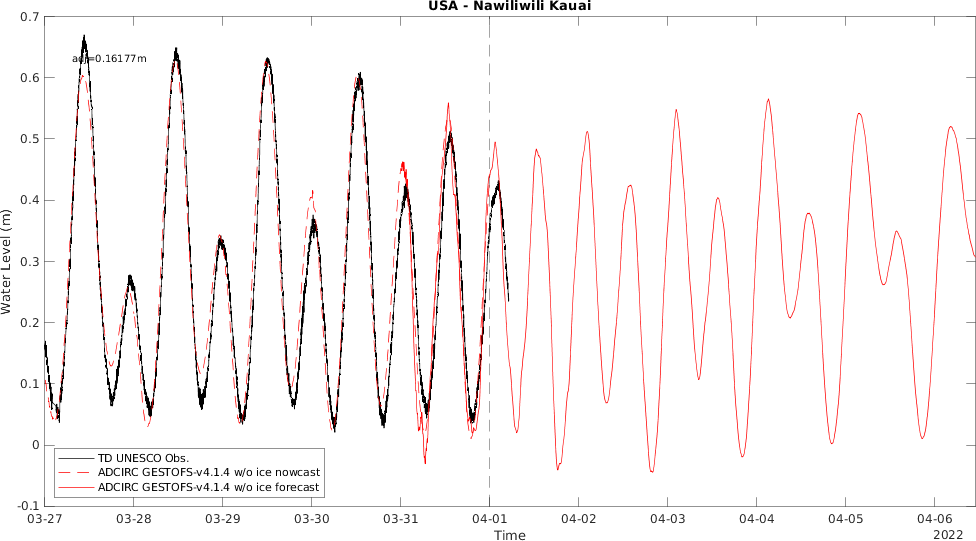 USA - Nawiliwili Kauai
0.7
0.6
0.5
0.4
0.3
0.2
0.1
0
-0.1
Water Level (m)
adj=0.16177m
TD UNESCO Obs.
ADCIRC GESTOFS-v4.1.4 w/o ice nowcast
ADCIRC GESTOFS-v4.1.4 w/o ice forecast
03-27 03-28 03-29 03-30 03-31 04-01 04-02 04-03 04-04 04-05 04-06
Time
2022